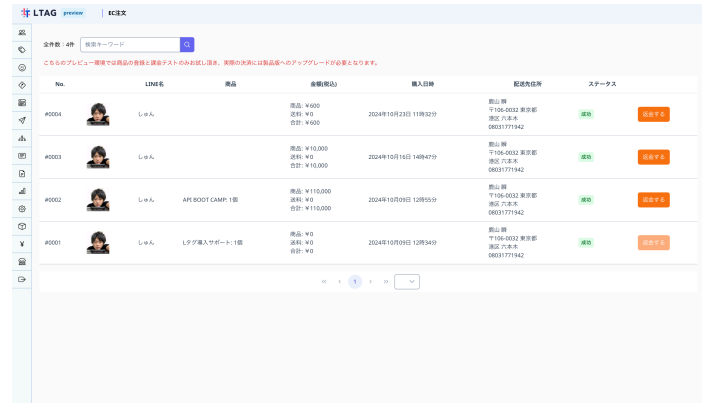 LTAG preview EC注文
全件数：4件 検索キーワード
こちらのプレビュー環境では商品の登録と課金テストのみお試し頂き、実際の決済には製品版へのアップグレードが必要となります。
No. LINE名 商品 金額(税込) 購入日時 配送先住所 ステータス
#0004 しゅん 商品: ￥600 送料: ￥0 合計: ￥600 2024年10月23日 11時32分 鹿山 瞬 〒106-0032 東京都 港区 六本木 08031771942 成功 返金する
#0003 しゅん 商品: ￥10,000 送料: ￥0 合計: ￥10,000 2024年10月16日 14時47分 鹿山 瞬 〒106-0032 東京都 港区 六本木 08031771942 成功 返金する
#0002 しゅん API BOOT CAMP: 1個 商品: ￥110,000 送料: ￥0 合計: ￥110,000 2024年10月09日 12時55分 鹿山 瞬 〒106-0032 東京都 港区 六本木 08031771942 成功 返金する
#0001 しゅん Lタグ導入サポート: 1個 商品: ￥0 送料: ￥0 合計: ￥0 2024年10月09日 12時34分 鹿山 瞬 〒106-0032 東京都 港区 六本木 08031771942 成功 返金する
1